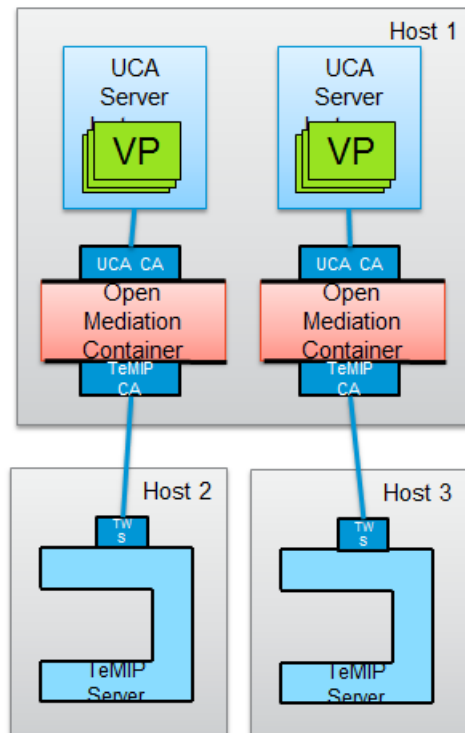 Host 1
UCA
Server
VP
UCA
Server
VP
UCA CA
Open
Mediation
Container
TeMIP
CA
UCA CA
Open
Mediation
Container
TeMIP
CA
Host 2
TW
S
TeMIP
Server
Host 3
TW
S
TeMIP
Server